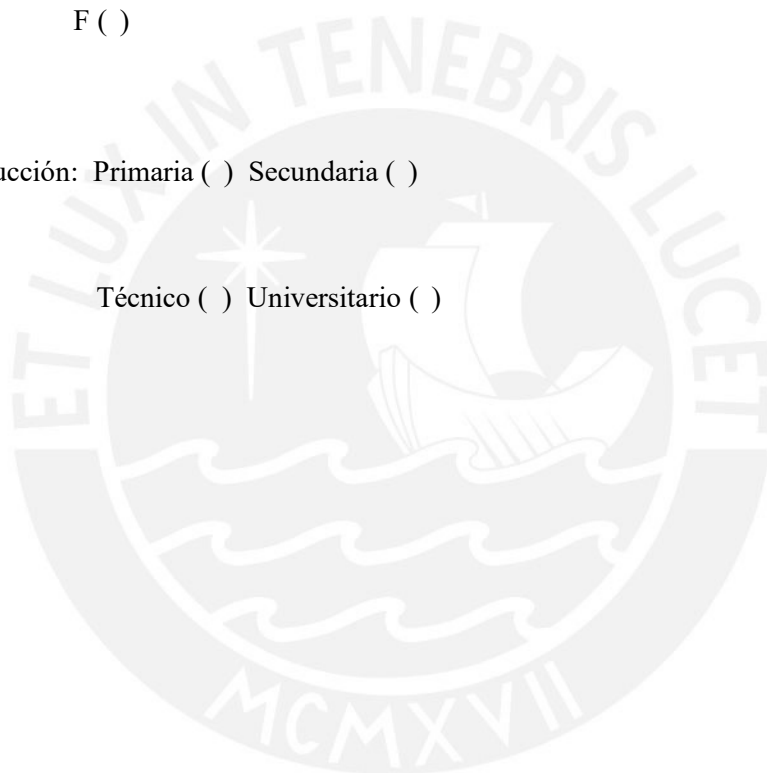 F ( )
ucción: Primaria ( ) Secundaria ( )
Técnico ( ) Universitario ( )
ET LUX IN TENEBRIS LUCET
MCMXVII